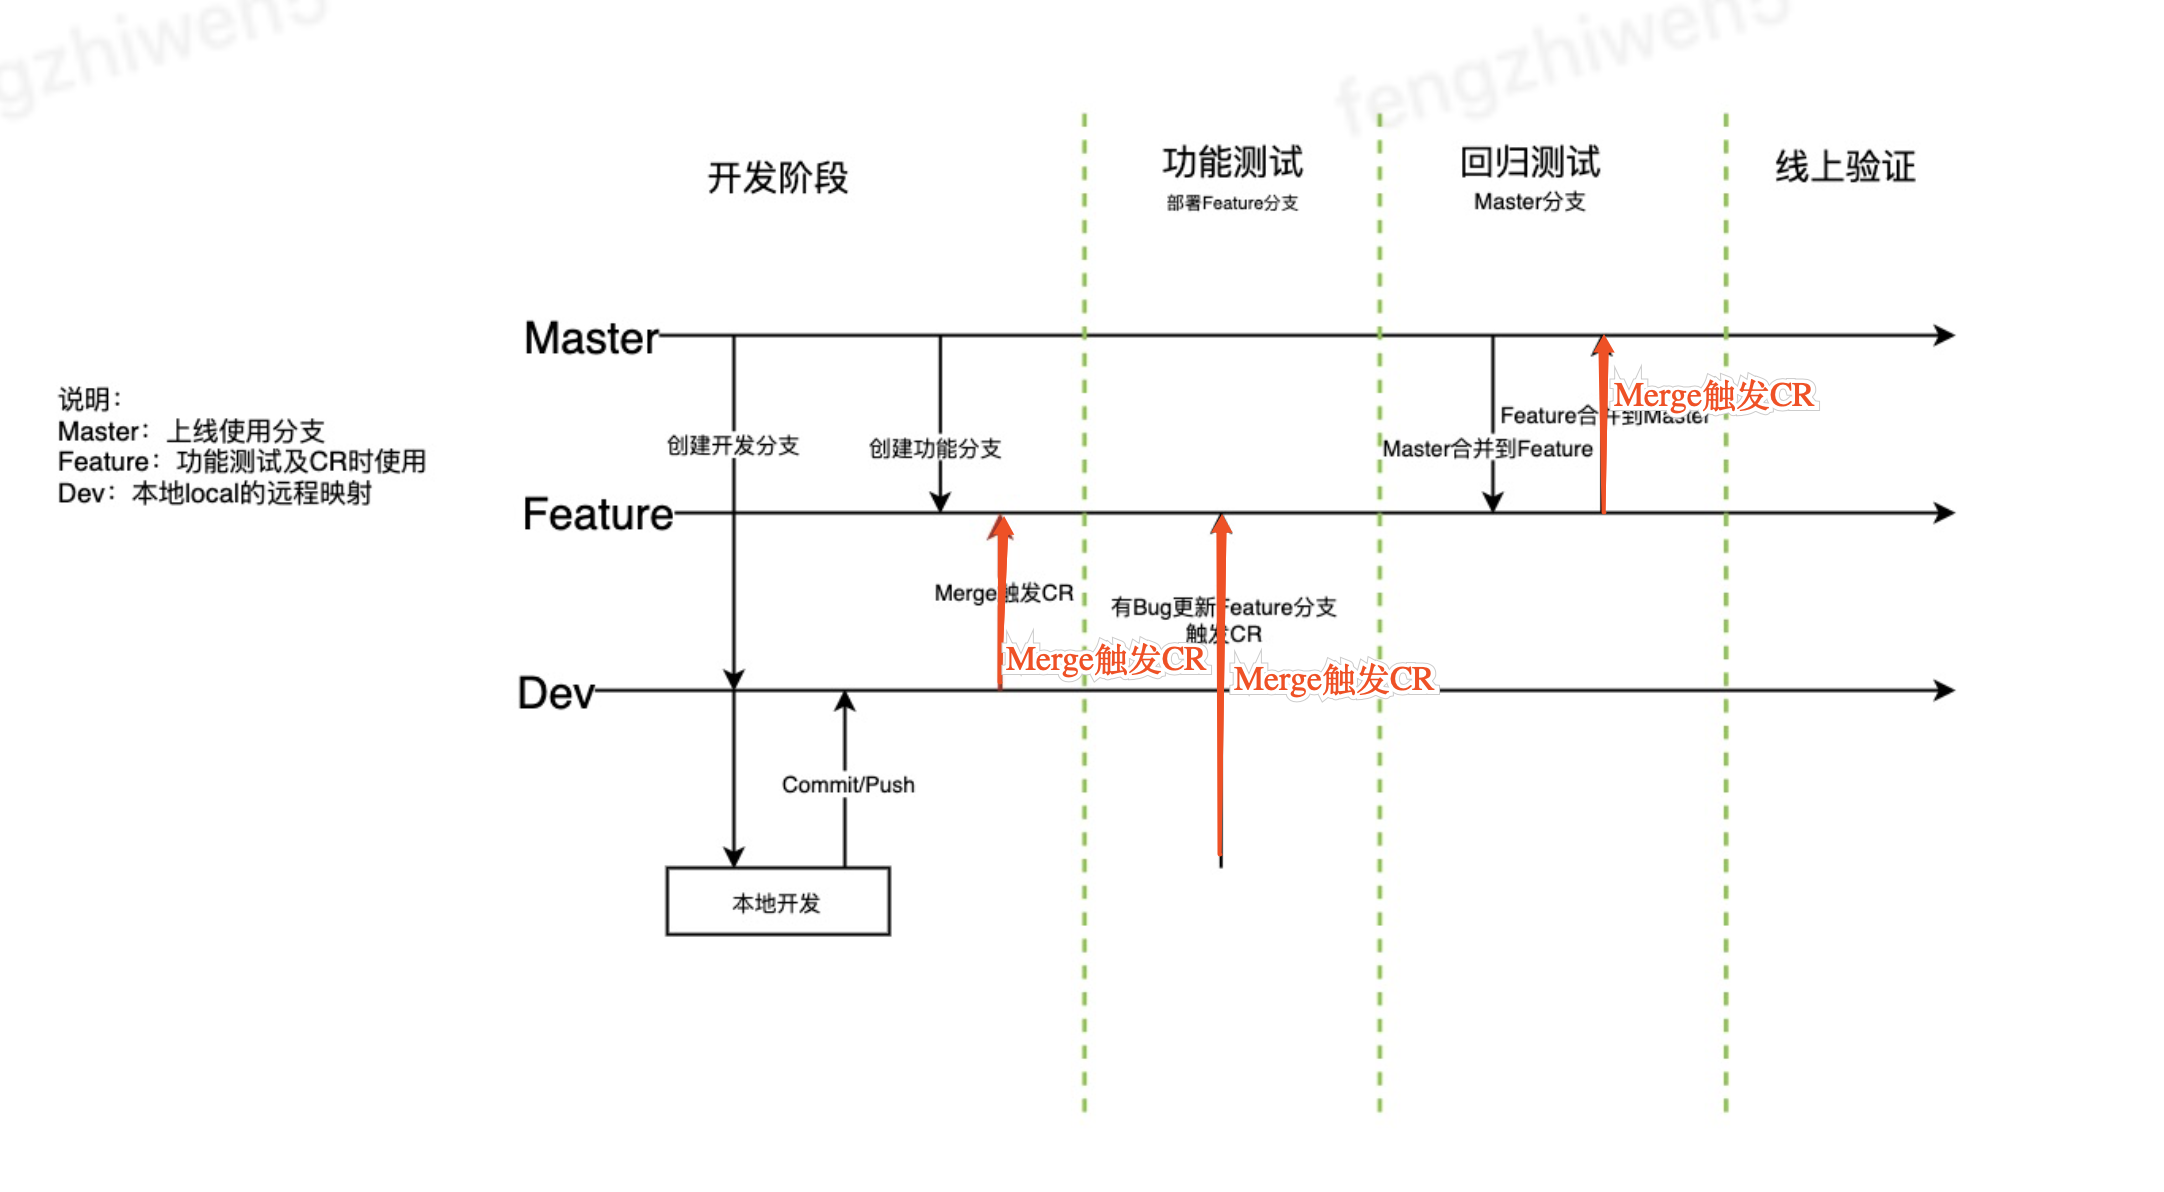 gzhiwen5
fengzhiwen5
开发阶段
功能测试
部署Feature分支
回归测试
Master分支
线上验证
Master
说明：
Master：上线使用分支
Feature：功能测试及CR时使用
Dev：本地local的远程映射
创建开发分支
创建功能分支
Merge触发CR
Feature合并到Master
Master合并到Feature
Feature
Merge触发CR
有Bug更新Feature分支
触发CR
Merge触发CR
Merge触发CR
Dev
Commit/Push
本地开发